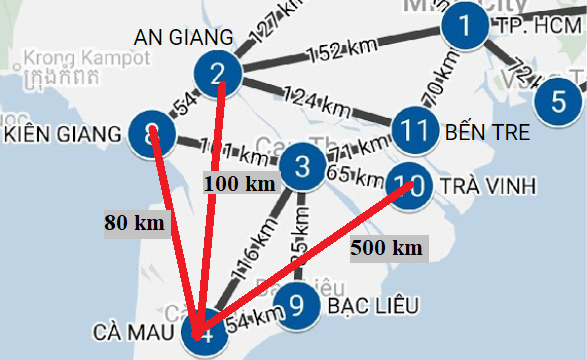 AN GIANG
127 km
152 km
1
TP. HCM
Krong Kampot
ក្រុងកំពត
2
54
124 km
70 km
72
5
KIÊN GIANG
8
101 km
3
71 km
11
BẾN TRE
100 km
65 km
10
TRÀ VINH
80 km
116 km
500 km
9
BẠC LIÊU
CÀ MAU
4
54 km